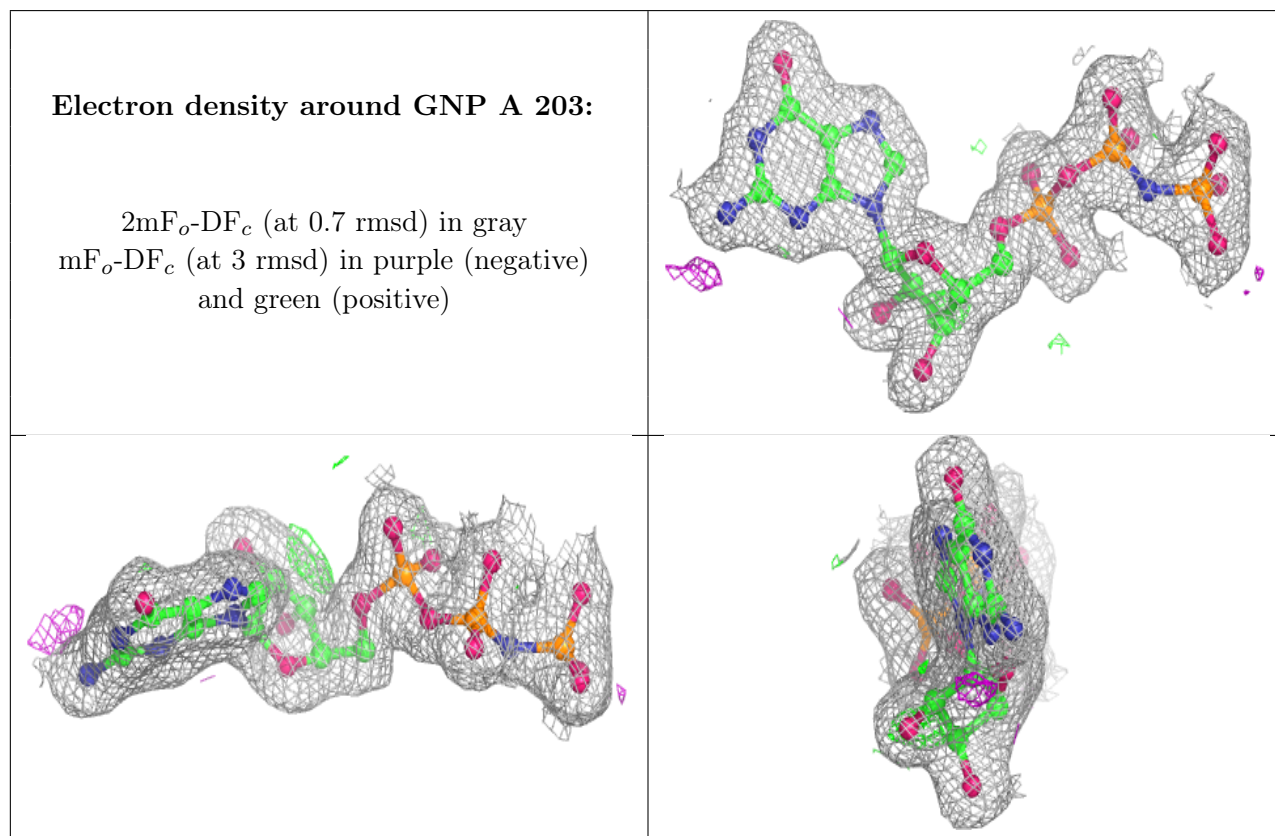 Electron density around GNP A 203:
2mFo-DFc (at 0.7 rmsd) in gray
mFo-DFc (at 3 rmsd) in purple (negative)
and green (positive)